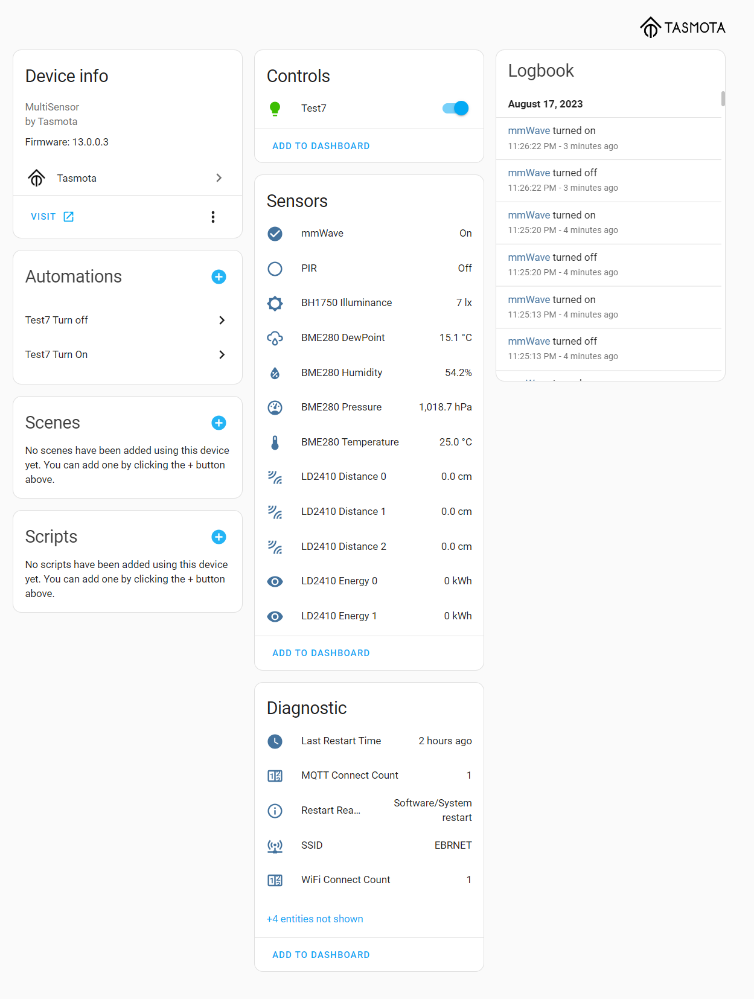 TASMOTA
Device info
MultiSensor
by Tasmota
Firmware: 13.0.0.3
Tasmota
VISIT
Automations
Test7 Turn off
Test7 Turn On
Scenes
No scenes have been added using this device
yet. You can add one by clicking the + button
above.
Scripts
No scripts have been added using this device
yet. You can add one by clicking the + button
above.
Controls
Test7
ADD TO DASHBOARD
Sensors
mmWave On
PIR Off
BH1750 Illuminance 7 lx
BME280 DewPoint 15.1 °C
BME280 Humidity 54.2%
BME280 Pressure 1,018.7 hPa
BME280 Temperature 25.0 °C
LD2410 Distance 0 0.0 cm
LD2410 Distance 1 0.0 cm
LD2410 Distance 2 0.0 cm
LD2410 Energy 0 0 kWh
LD2410 Energy 1 0 kWh
ADD TO DASHBOARD
Diagnostic
Last Restart Time 2 hours ago
MQTT Connect Count 1
Restart Rea... Software/System
restart
SSID EBRNET
WiFi Connect Count 1
+4 entities not shown
ADD TO DASHBOARD
Logbook
August 17, 2023
mmWave turned on
11:26:22 PM - 3 minutes ago
mmWave turned off
11:26:22 PM - 3 minutes ago
mmWave turned on
11:25:20 PM - 4 minutes ago
mmWave turned off
11:25:20 PM - 4 minutes ago
mmWave turned on
11:25:13 PM - 4 minutes ago
mmWave turned off
11:25:13 PM - 4 minutes ago